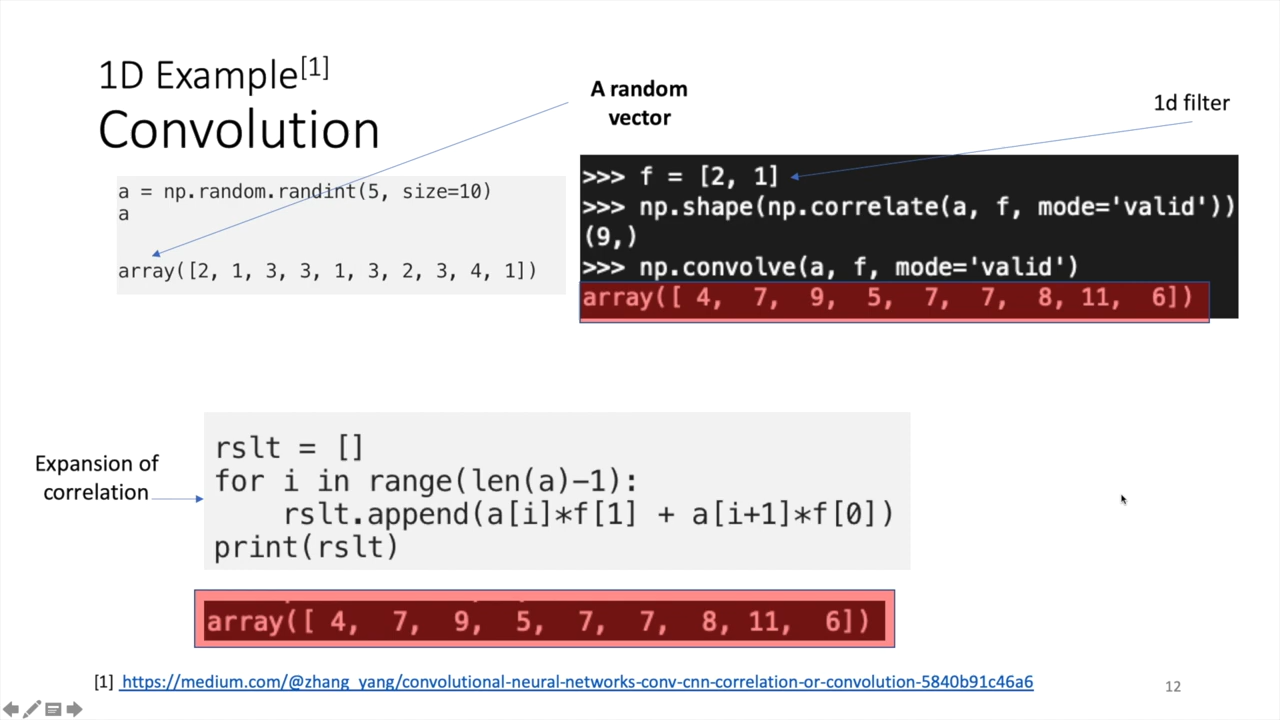 1D Example[1]
Convolution
A random
vector
1d filter
a = np.random.randint(5, size=10)
a
array([2, 1, 3, 3, 1, 3, 2, 3, 4, 1])
>>> f = [2, 1]
>>> np.shape(np.correlate(a, f, mode='valid'))
(9,)
>>> np.convolve(a, f, mode='valid')
array([ 4,  7,  9,  5,  7,  7,  8, 11,  6])
Expansion of
correlation
rslt = []
for i in range(len(a)-1):
    rslt.append(a[i]*f[1] + a[i+1]*f[0])
print(rslt)
array([ 4,  7,  9,  5,  7,  7,  8, 11,  6])
[1] https://medium.com/@zhang_yang/convolutional-neural-networks-conv-cnn-correlation-or-convolution-5840b91c46a6
12